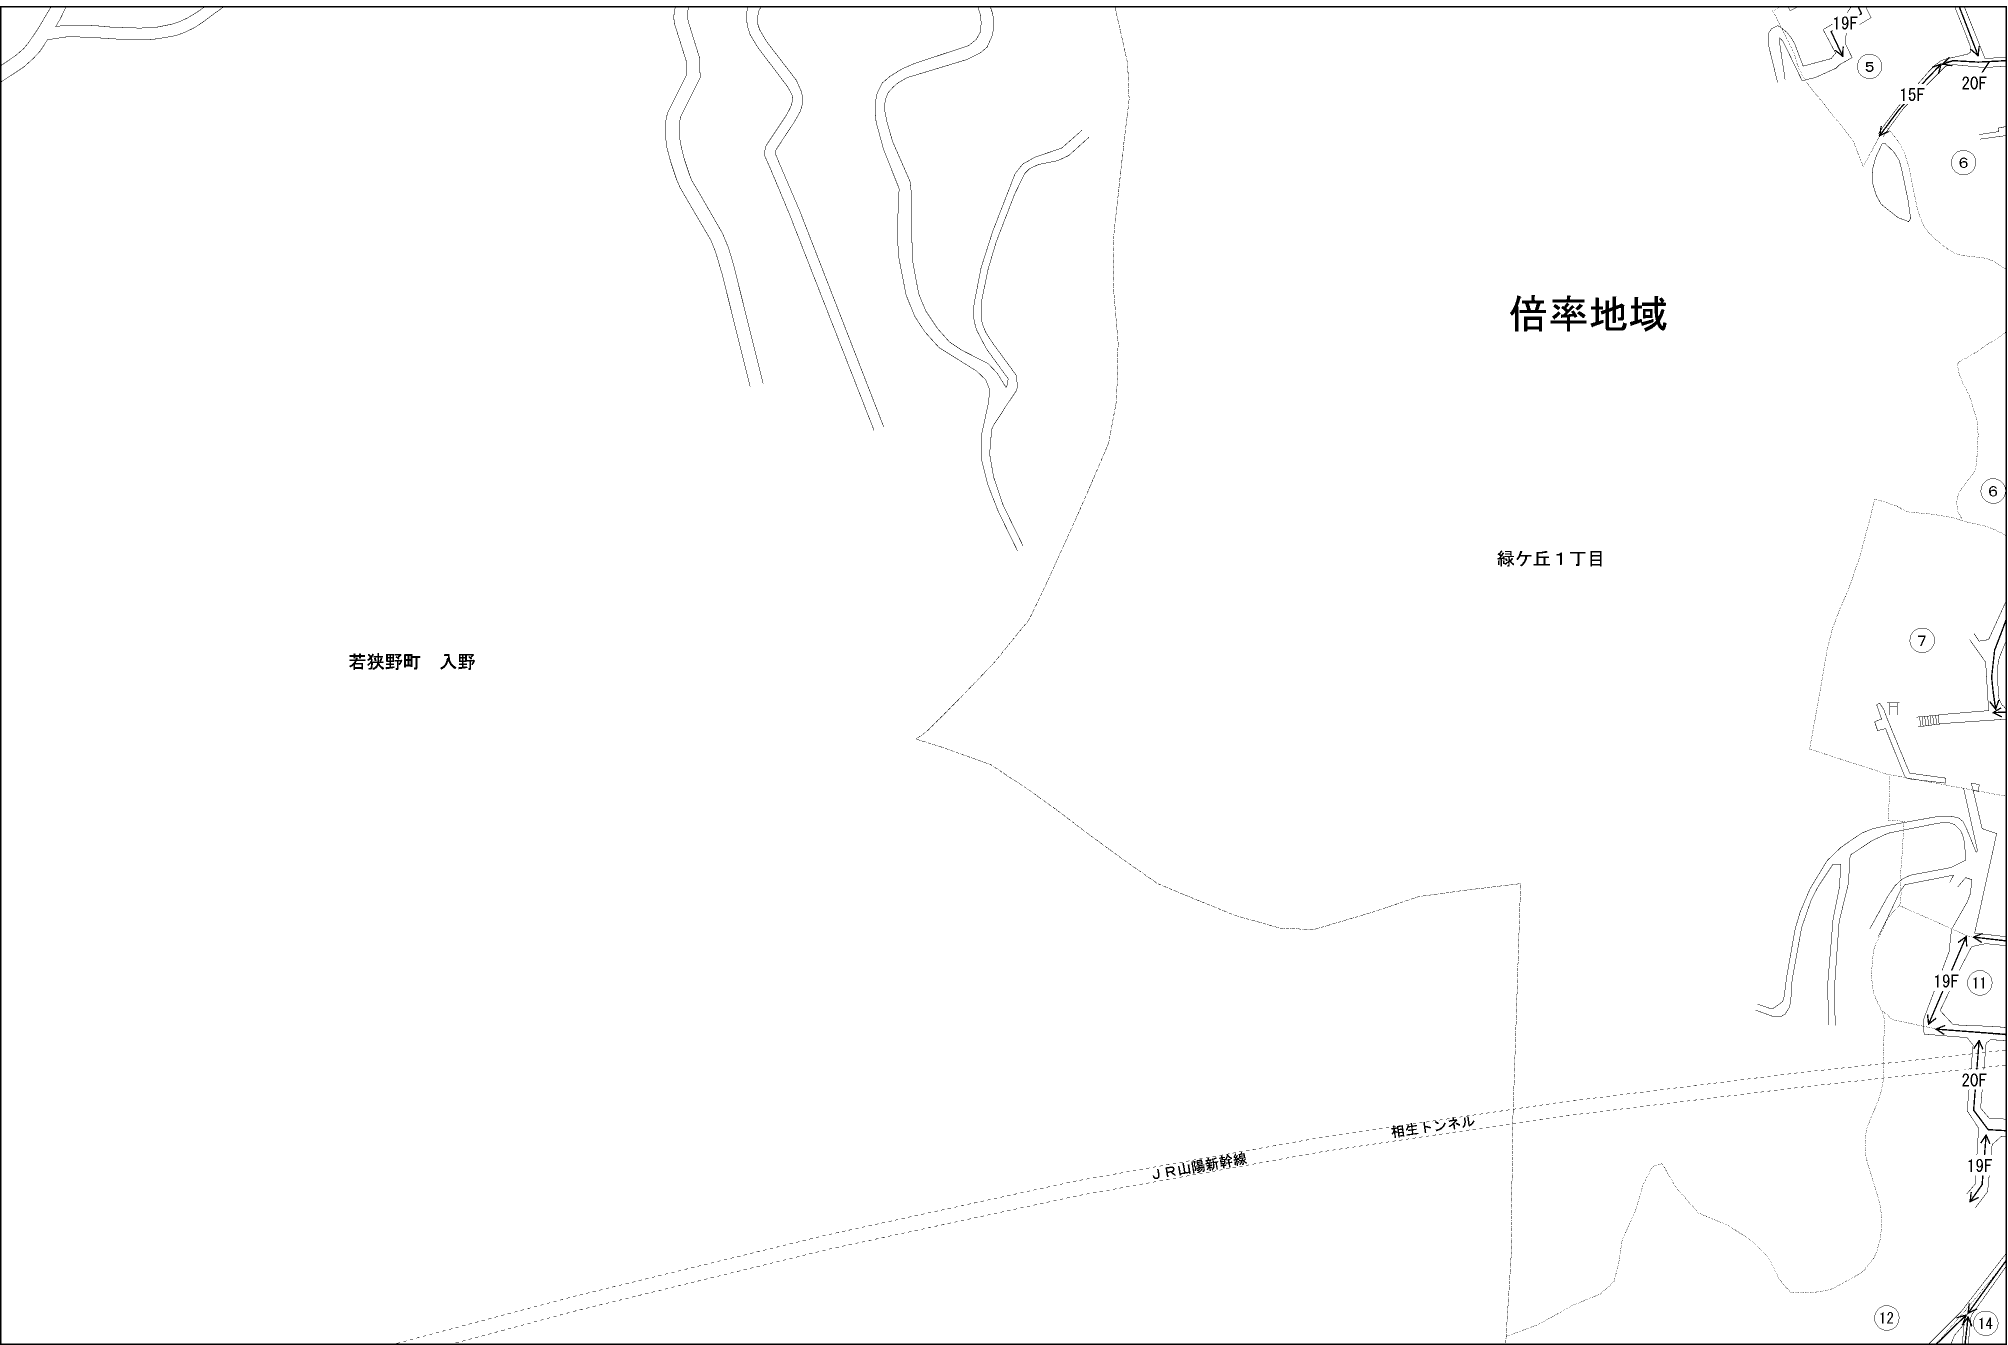 19F
⑤
20F
15F
⑥
倍率地域
⑥
緑ケ丘１丁目
⑦
若狭野町　入野
19F
⑪
20F
相生トンネル
ＪＲ山陽新幹線
19F
⑫
⑭